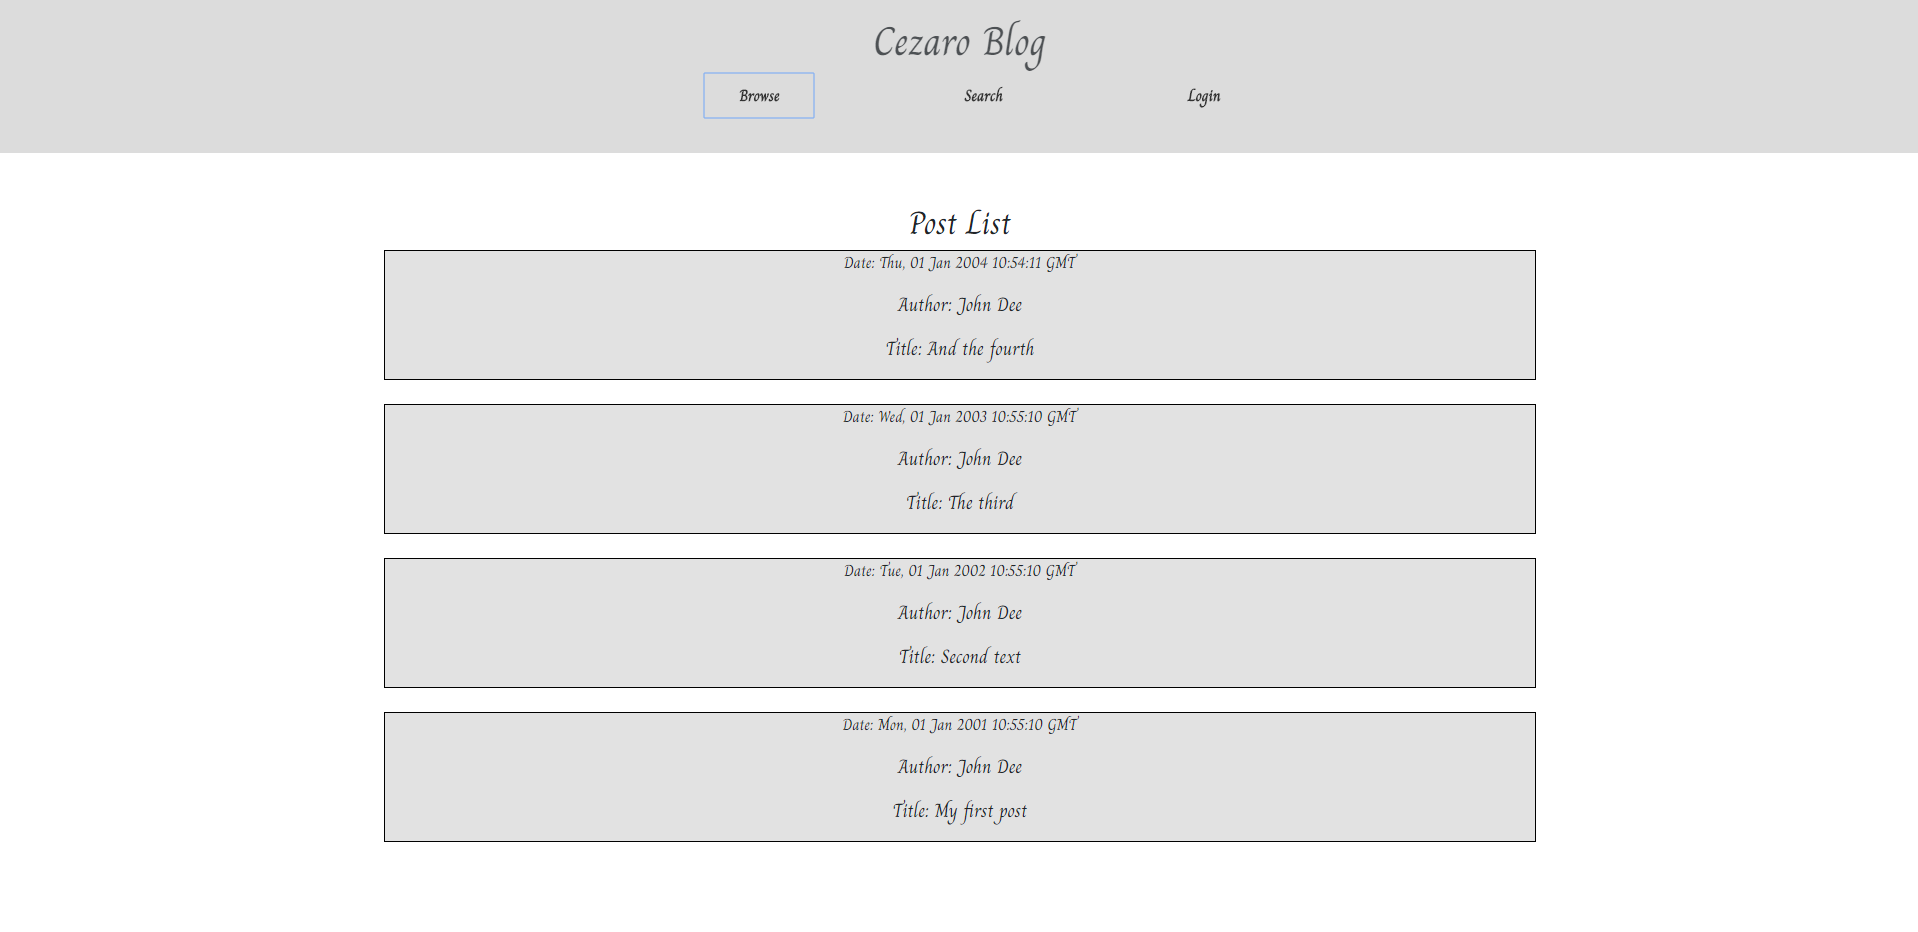 Cezaro Blog
Browse Search Login
Post List
Date: Thu, 01 Jan 2004 10:54:11 GMT
Author: John Dee
Title: And the fourth
Date: Wed, 01 Jan 2003 10:55:10 GMT
Author: John Dee
Title: The third
Date: Tue, 01 Jan 2002 10:55:10 GMT
Author: John Dee
Title: Second text
Date: Mon, 01 Jan 2001 10:55:10 GMT
Author: John Dee
Title: My first post